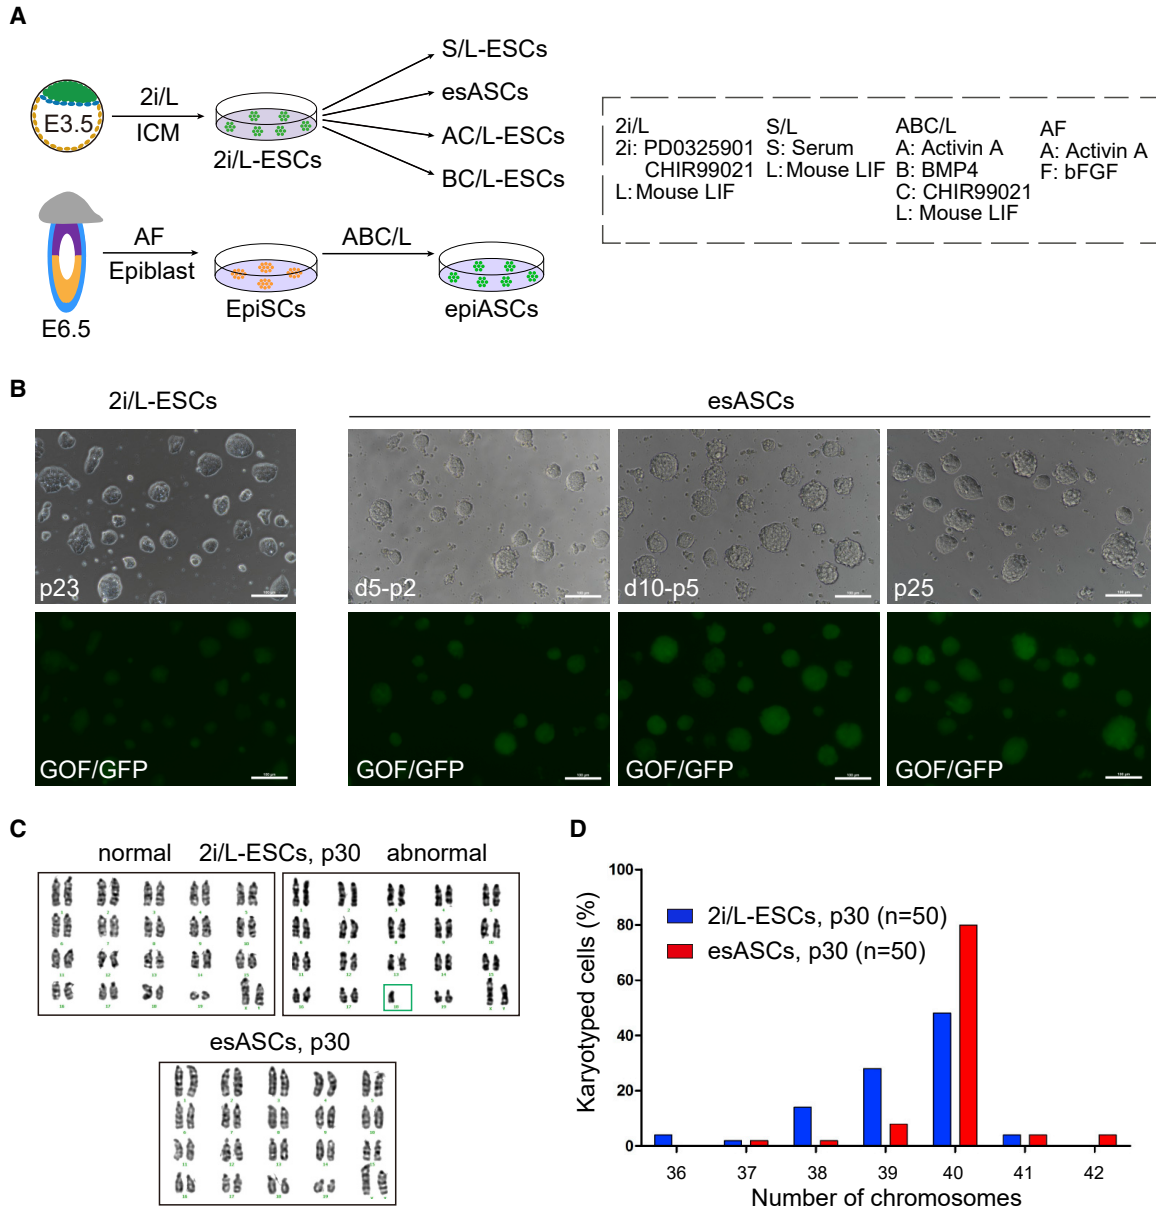 A
E3.5
2i/L
ICM
2i/L-ESCs
S/L-ESCs
esASCs
AC/L-ESCs
BC/L-ESCs
E6.5
AF
Epiblast
EpiSCs
ABC/L
epiASCs
2i/L
2i: PD0325901
CHIR99021
L: Mouse LIF
S/L
S: Serum
L: Mouse LIF
ABC/L
A: Activin A
B: BMP4
C: CHIR99021
L: Mouse LIF
AF
A: Activin A
F: bFGF
B
2i/L-ESCs
esASCs
p23
d5-p2
d10-p5
p25
GOF/GFP
GOF/GFP
GOF/GFP
GOF/GFP
C
normal 2i/L-ESCs, p30 abnormal
esASCs, p30
D
Karyotyped cells (%)
100
80
60
40
20
0
2i/L-ESCs, p30 (n=50)
esASCs, p30 (n=50)
36 37 38 39 40 41 42
Number of chromosomes